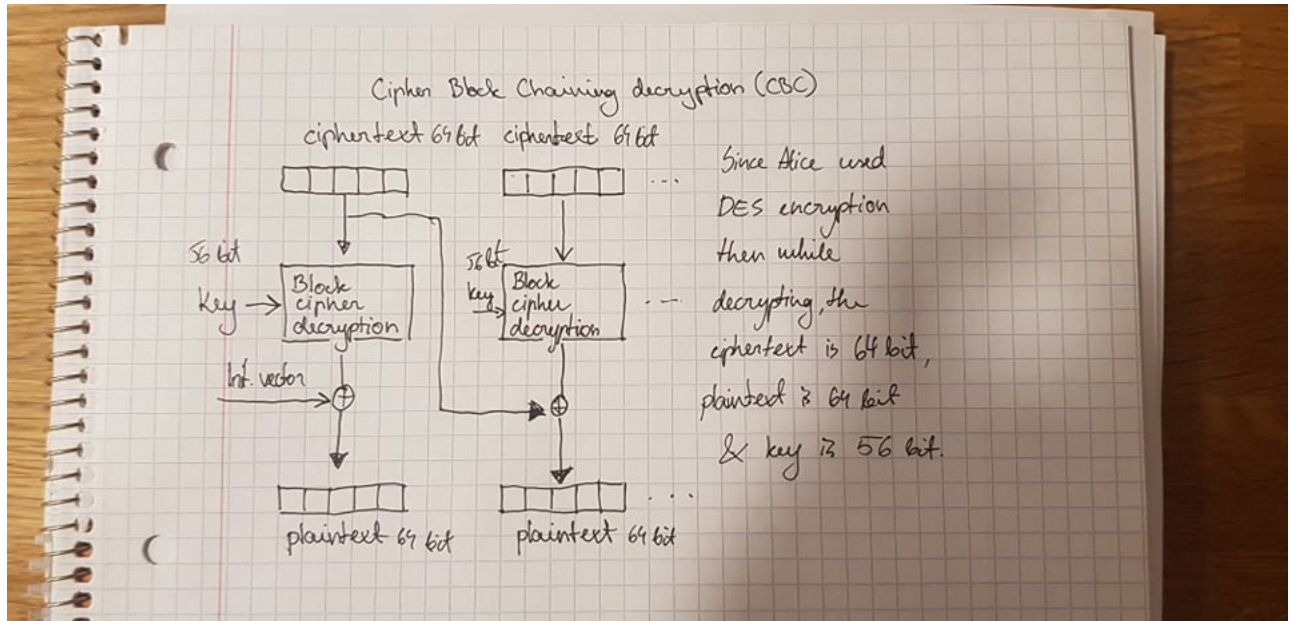 Cipher Block Chaining decryption (CBC)
ciphertext 64 bit ciphertext 64 bit
56 bit
Key
Block
cipher
decryption
Int. vector
56 bit
key
Block
cipher
decryption
plaintext 64 bit plaintext 64 bit
Since Alice used
DES encryption
then while
decrypting, the
ciphertext is 64 bit,
plaintext is 64 bit
& key is 56 bit.